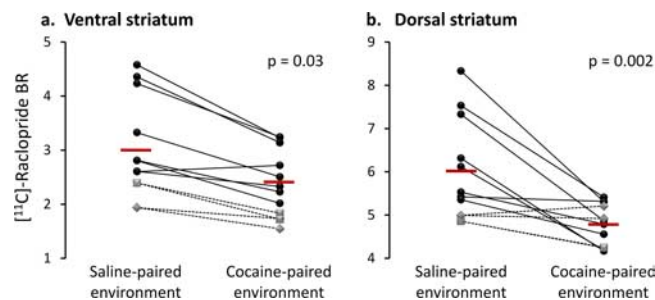 a. Ventral striatum
b. Dorsal striatum
[¹¹C]-Raclopride BR
5
4
3
2
1
p = 0.03
Saline-paired
environment
Cocaine-paired
environment
9
8
7
6
5
4
p = 0.002
Saline-paired
environment
Cocaine-paired
environment